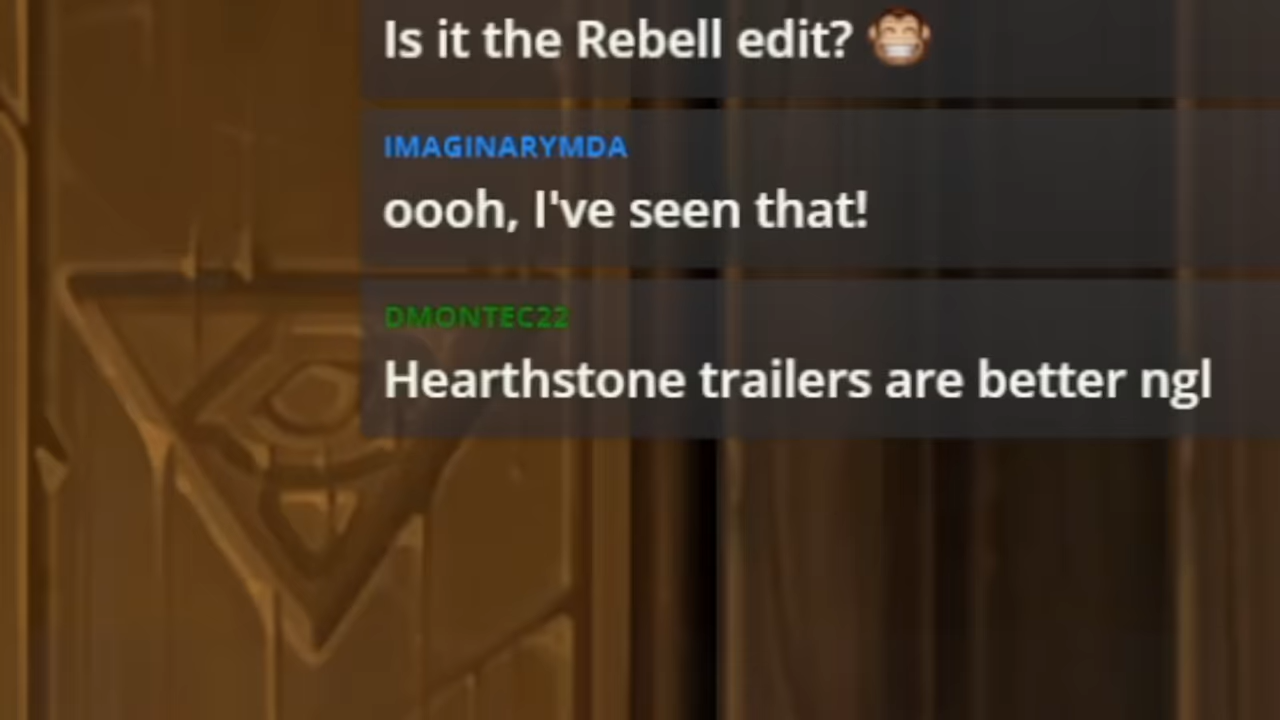 Is it the Rebell edit? 🐵
IMAGINARYMDA
oooh, I've seen that!
DMONTEC22
Hearthstone trailers are better ngl